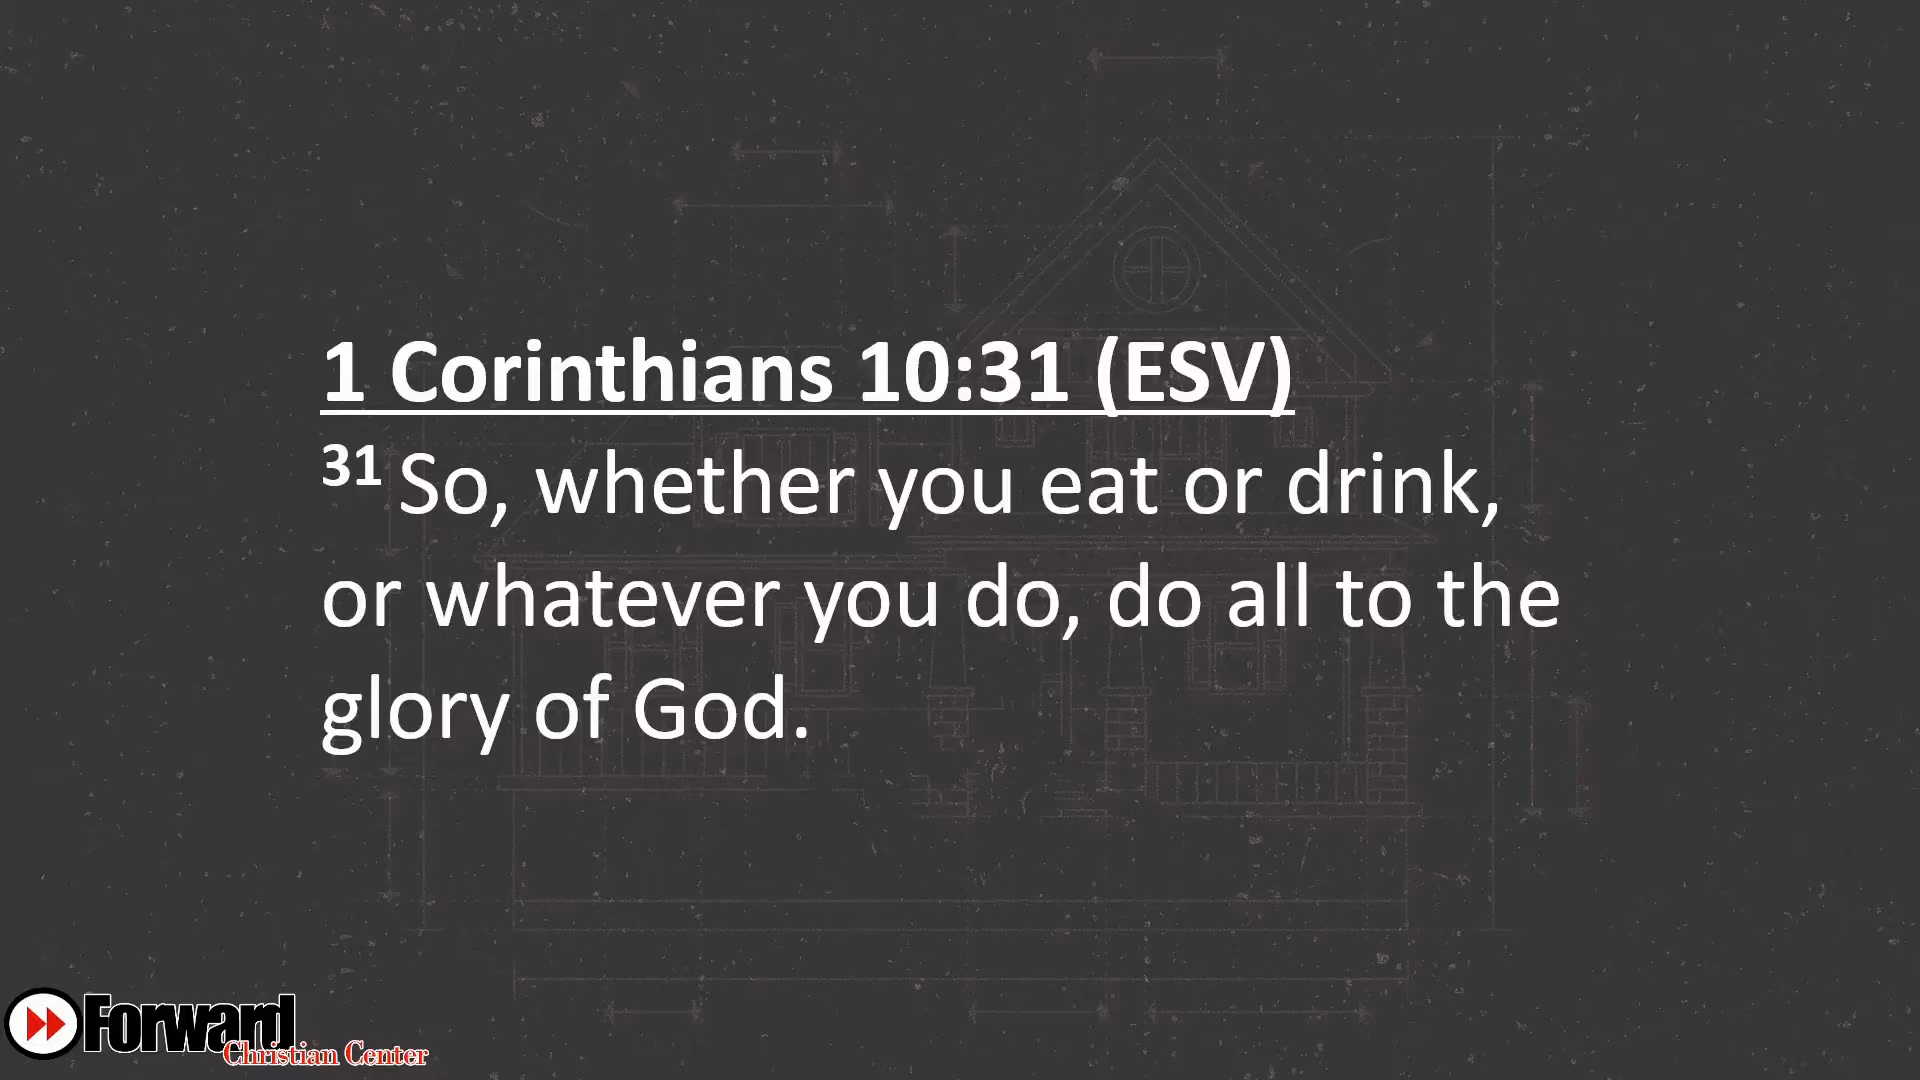 1 Corinthians 10:31 (ESV)
31 So, whether you eat or drink,
or whatever you do, do all to the
glory of God.
Forward
Christian Center